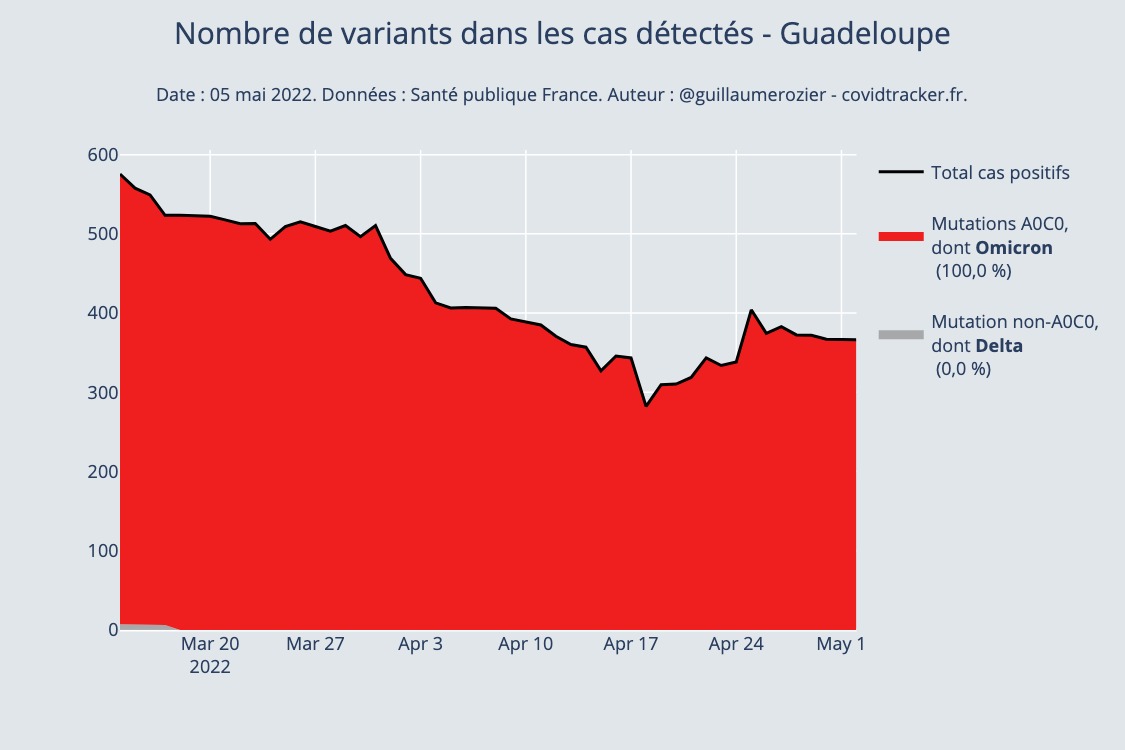 Nombre de variants dans les cas détectés - Guadeloupe
Date : 05 mai 2022. Données : Santé publique France. Auteur : @guillaumerozier - covidtracker.fr.
600
500
400
300
200
100
0
Mar 20
2022
Mar 27
Apr 3
Apr 10
Apr 17
Apr 24
May 1
Total cas positifs
Mutations A0C0,
dont Omicron
(100,0 %)
Mutation non-A0C0,
dont Delta
(0,0 %)